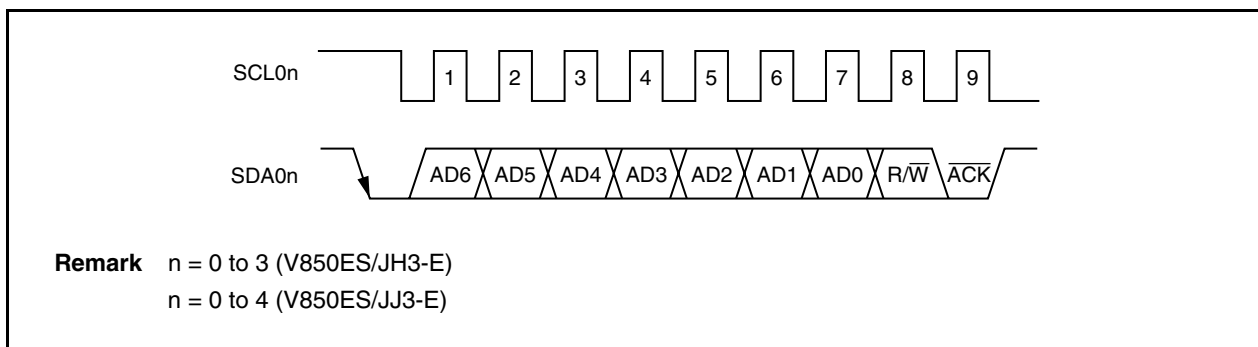 SCL0n 1 2 3 4 5 6 7 8 9
SDA0n AD6 AD5 AD4 AD3 AD2 AD1 AD0 R/W̅ A̅C̅K̅
Remark n = 0 to 3 (V850ES/JH3-E)
n = 0 to 4 (V850ES/JJ3-E)